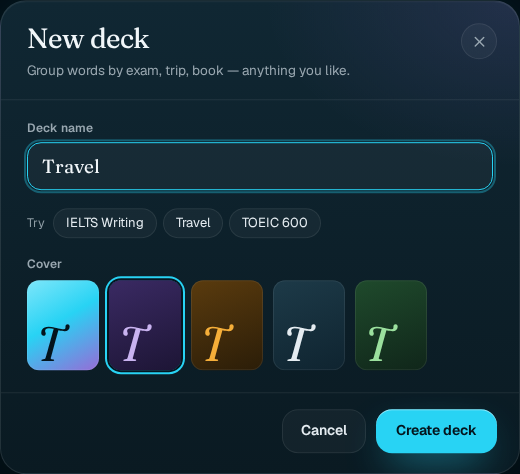 New deck
Group words by exam, trip, book — anything you like.
Deck name
Travel
Try IELTS Writing Travel TOEIC 600
Cover
T T T T T
Cancel Create deck